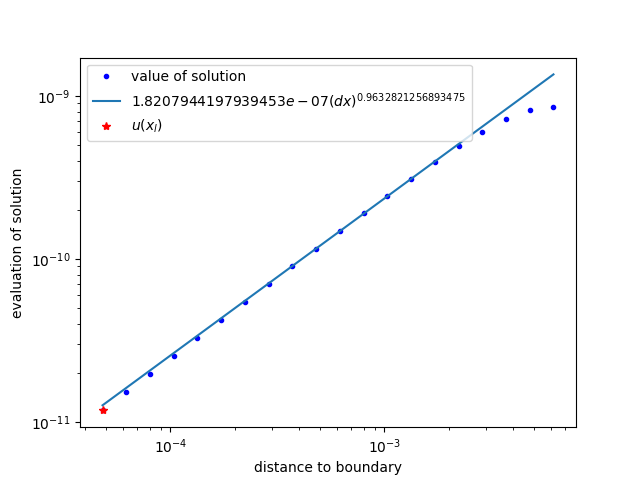 value of solution
1.8207944197939453e − 07(dx)^0.9632821256893475
u(x_l)
10^−9
10^−10
10^−11
evaluation of solution
10^−4
10^−3
distance to boundary